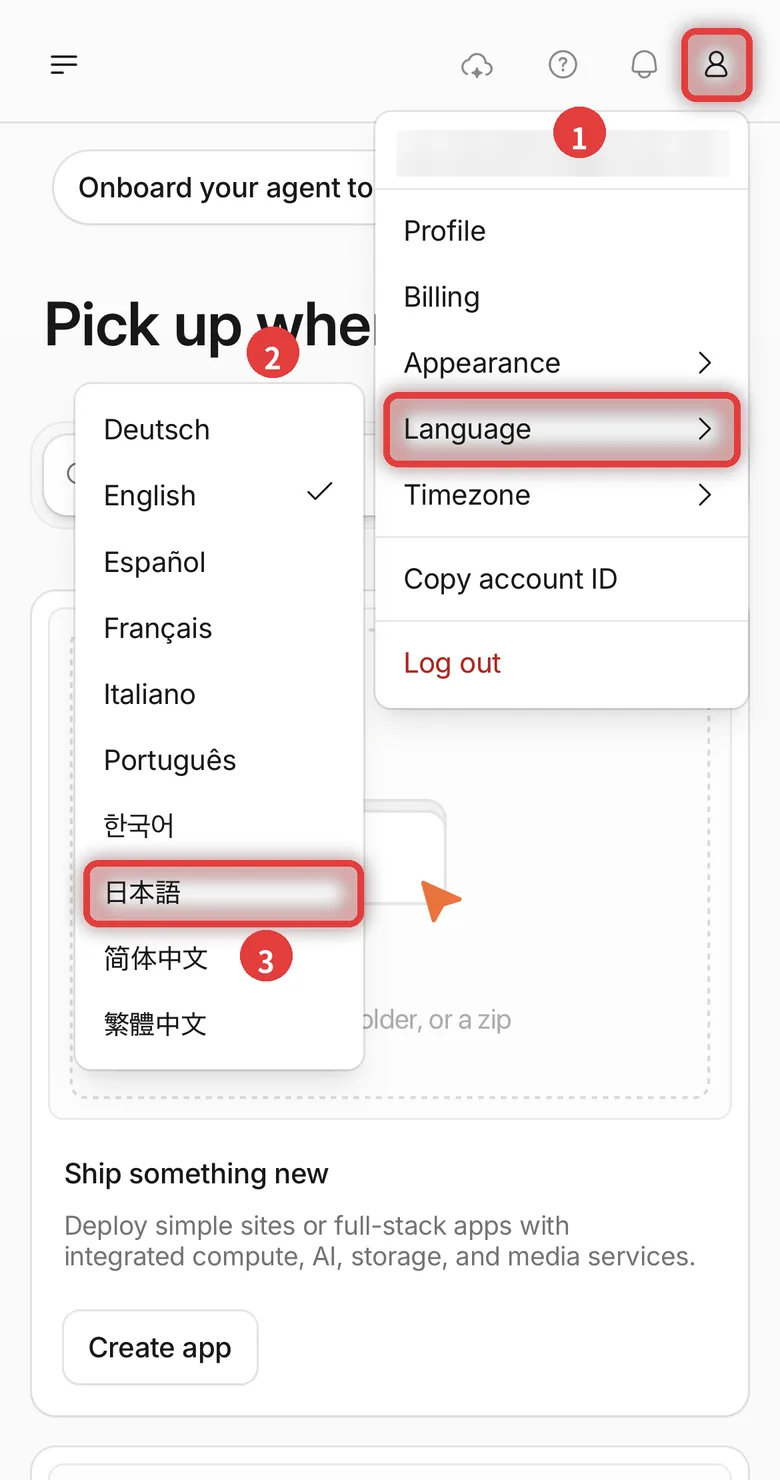 Onboard your agent to
1
Profile
Billing
Appearance
Language
Timezone
Copy account ID
Log out
Pick up
2
Deutsch
English
Español
Français
Italiano
Português
한국어
日本語
简体中文
3
繁體中文
or a zip
Ship something new
Deploy simple sites or full-stack apps with
integrated compute, AI, storage, and media services.
Create app